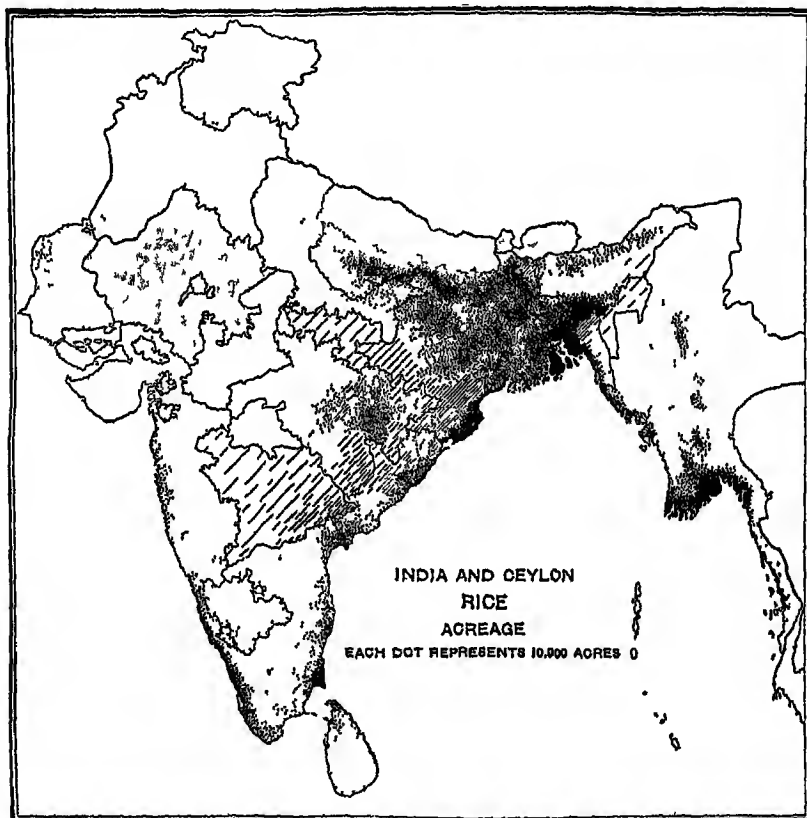 INDIA AND CEYLON
RICE
ACREAGE
EACH DOT REPRESENTS 10,000 ACRES